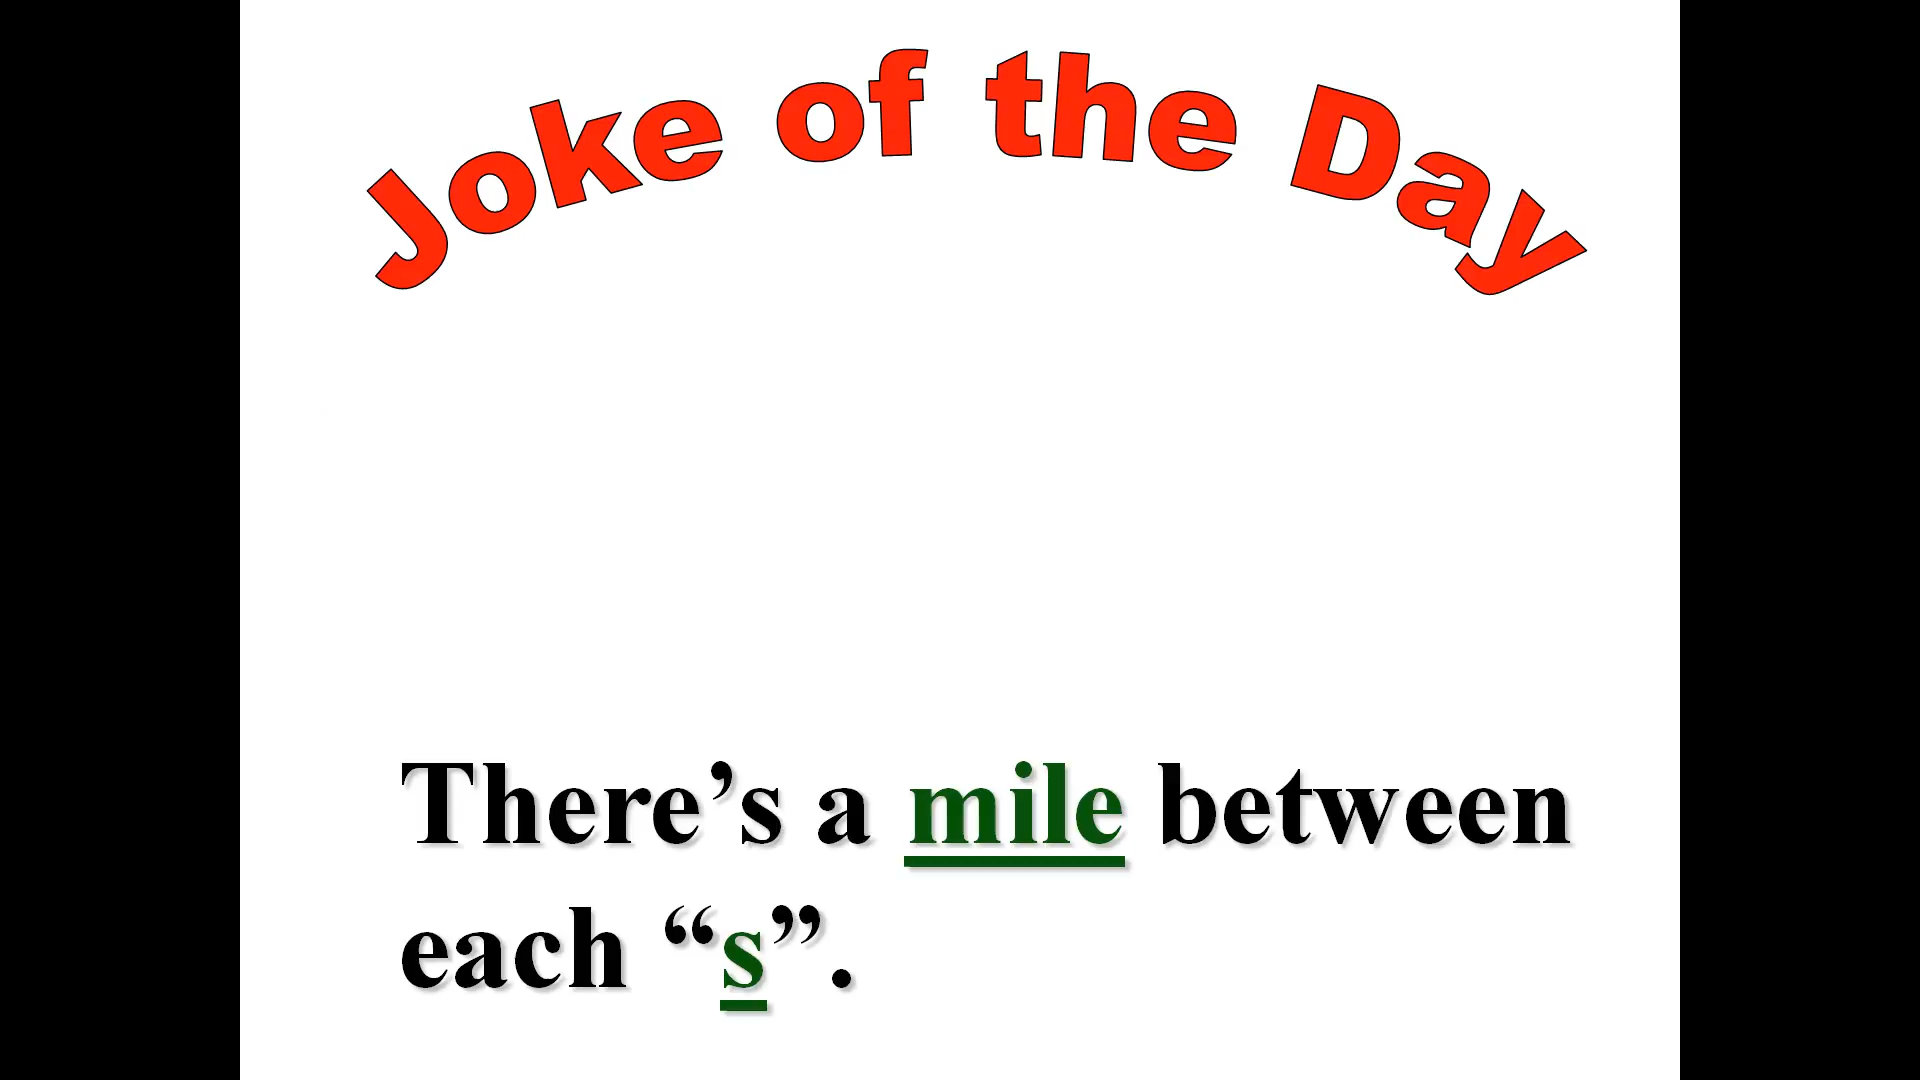 Joke of the Day
There’s a mile between
each “s”.